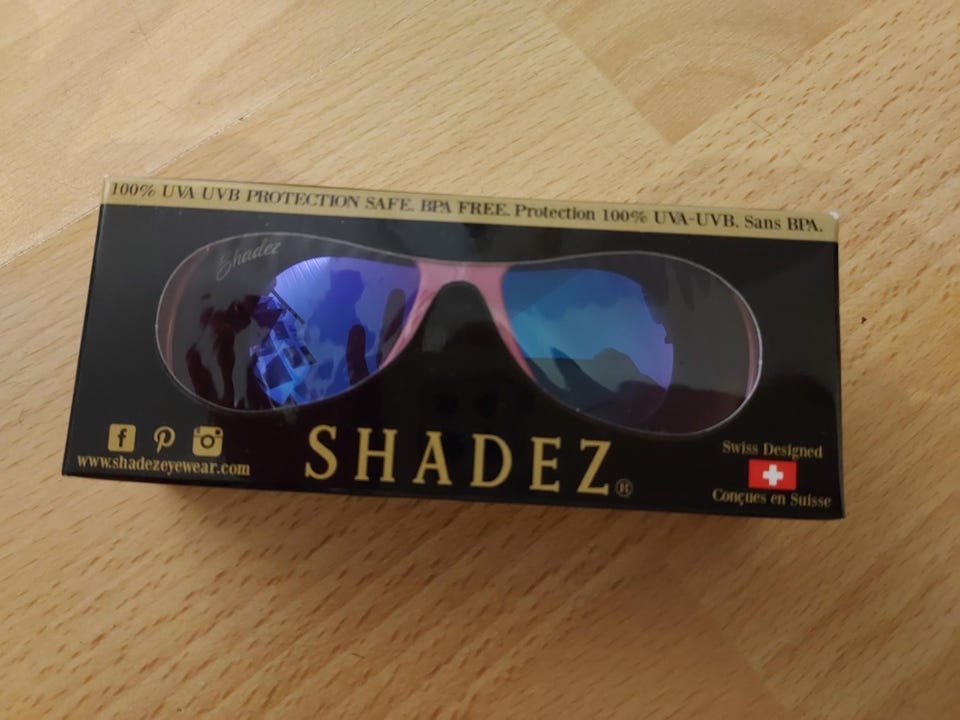 100% UVA UVB PROTECTION SAFE. BPA FREE. Protection 100% UVA-UVB. Sans BPA.
Shadez
www.shadezeyewear.com
SHADEZ®
Swiss Designed
Conçues en Suisse